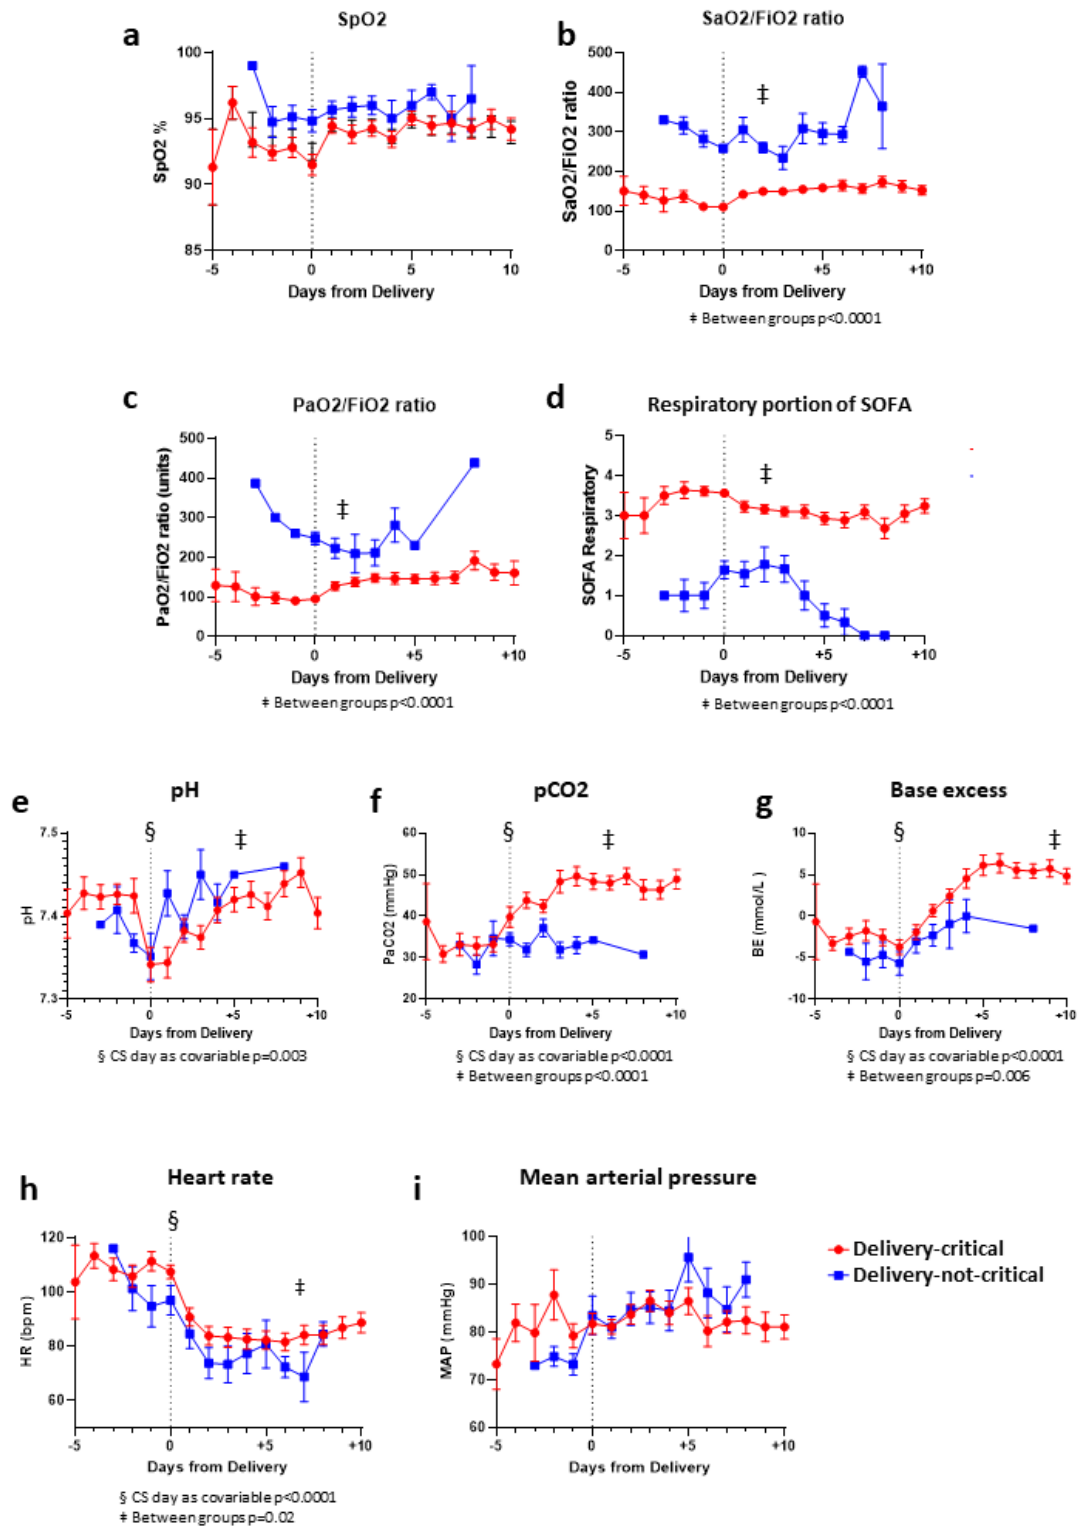 a
SpO2
SpO2 %
100
95
90
85
-5
0
5
10
Days from Delivery
b
SaO2/FiO2 ratio
SaO2/FiO2 ratio
500
400
300
200
100
0
‡
-5
0
+5
+10
Days from Delivery
‡ Between groups p<0.0001
c
PaO2/FiO2 ratio
PaO2/FiO2 ratio (units)
500
400
300
200
100
0
‡
-5
0
+5
+10
Days from Delivery
‡ Between groups p<0.0001
d
Respiratory portion of SOFA
SOFA Respiratory
5
4
3
2
1
0
‡
-5
0
+5
+10
Days from Delivery
‡ Between groups p<0.0001
e
pH
pH
7.5
7.4
7.3
§
‡
-5
0
+5
+10
Days from Delivery
§ CS day as covariable p=0.003
f
pCO2
PaCO2 (mmHg)
60
50
40
30
20
§
‡
-5
0
+5
+10
Days from Delivery
§ CS day as covariable p<0.0001
‡ Between groups p<0.0001
g
Base excess
BE (mmol/L )
10
5
0
-5
-10
§
‡
-5
0
+5
+10
Days from Delivery
§ CS day as covariable p<0.0001
‡ Between groups p=0.006
h
Heart rate
HR (bpm)
120
100
80
60
§
‡
-5
0
+5
+10
Days from Delivery
§ CS day as covariable p<0.0001
‡ Between groups p=0.02
i
Mean arterial pressure
MAP (mmHg)
100
90
80
70
60
-5
0
+5
+10
Days from Delivery
Delivery-critical
Delivery-not-critical